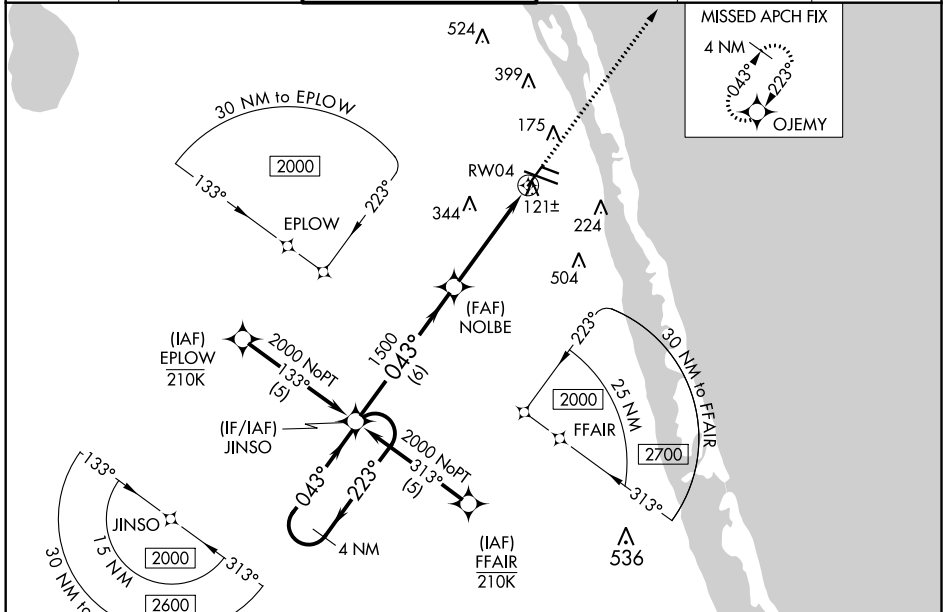 524
399
175
RW04
344
121±
224
504
MISSED APCH FIX
4 NM
043°
223°
OJEMY
30 NM to EPLOW
2000
133°
223°
EPLOW
(FAF)
NOLBE
(IAF)
EPLOW
210K
2000 NoPT
133°
(5)
1500
043°
(6)
(IF/IAF)
JINSO
2000 NoPT
313°
(5)
043°
223°
4 NM
(IAF)
FFAIR
210K
223°
30 NM to FFAIR
25 NM
2000
FFAIR
2700
313°
536
133°
JINSO
313°
15 NM
2000
30 NM to
2600